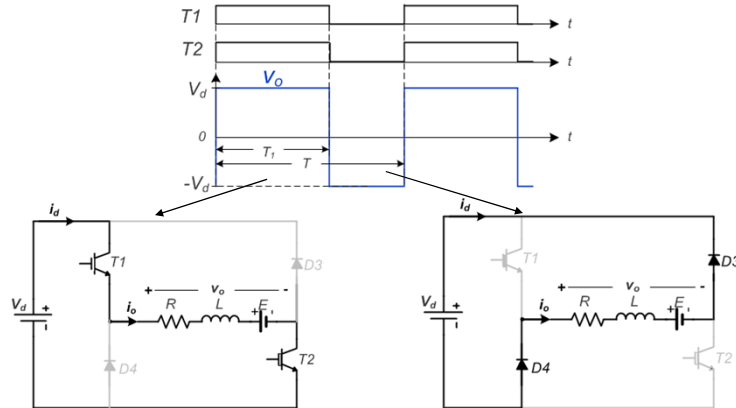 T1
t
T2
t
Vd
Vo
0
t
T1
T
-Vd
id
T1
D3
+ vo -
R L E
+ -
io
Vd
+
-
D4
T2
id
T1
D3
+ vo -
R L E
+ -
io
Vd
+
-
D4
T2